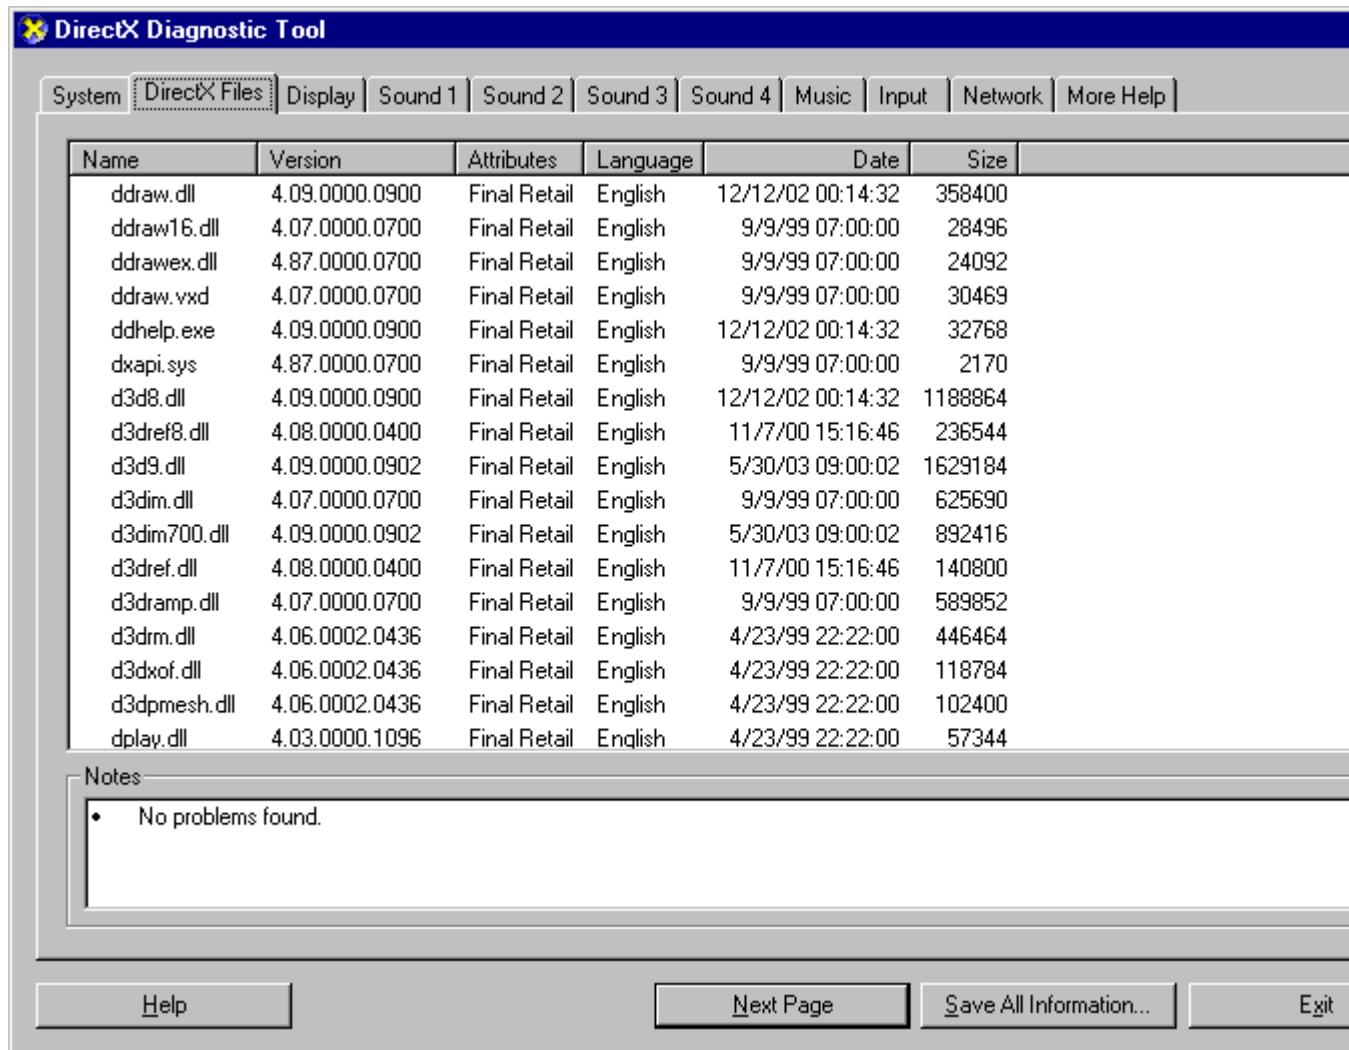 DirectX Diagnostic Tool
System DirectX Files Display Sound 1 Sound 2 Sound 3 Sound 4 Music Input Network More Help
Name Version Attributes Language Date Size
ddraw.dll 4.09.0000.0900 Final Retail English 12/12/02 00:14:32 358400
ddraw16.dll 4.07.0000.0700 Final Retail English 9/9/99 07:00:00 28496
ddrawex.dll 4.87.0000.0700 Final Retail English 9/9/99 07:00:00 24092
ddraw.vxd 4.07.0000.0700 Final Retail English 9/9/99 07:00:00 30469
ddhelp.exe 4.09.0000.0900 Final Retail English 12/12/02 00:14:32 32768
dxapi.sys 4.87.0000.0700 Final Retail English 9/9/99 07:00:00 2170
d3d8.dll 4.09.0000.0900 Final Retail English 12/12/02 00:14:32 1188864
d3dref8.dll 4.08.0000.0400 Final Retail English 11/7/00 15:16:46 236544
d3d9.dll 4.09.0000.0902 Final Retail English 5/30/03 09:00:02 1629184
d3dim.dll 4.07.0000.0700 Final Retail English 9/9/99 07:00:00 625690
d3dim700.dll 4.09.0000.0902 Final Retail English 5/30/03 09:00:02 892416
d3dref.dll 4.08.0000.0400 Final Retail English 11/7/00 15:16:46 140800
d3dramp.dll 4.07.0000.0700 Final Retail English 9/9/99 07:00:00 589852
d3drm.dll 4.06.0002.0436 Final Retail English 4/23/99 22:22:00 446464
d3dxof.dll 4.06.0002.0436 Final Retail English 4/23/99 22:22:00 118784
d3dpmesh.dll 4.06.0002.0436 Final Retail English 4/23/99 22:22:00 102400
dplay.dll 4.03.0000.1096 Final Retail English 4/23/99 22:22:00 57344
Notes
• No problems found.
Help Next Page Save All Information... Exit